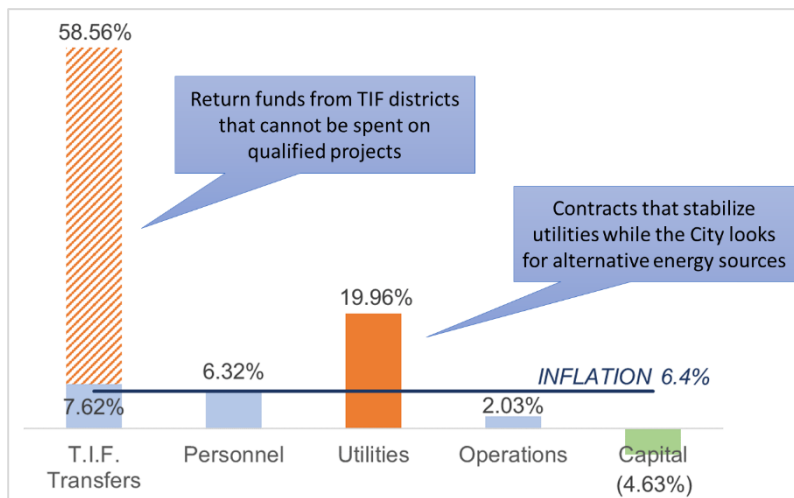 58.56%
Return funds from TIF districts
that cannot be spent on
qualified projects
Contracts that stabilize
utilities while the City looks
for alternative energy sources
19.96%
6.32%
INFLATION 6.4%
7.62%
2.03%
T.I.F.
Transfers
Personnel
Utilities
Operations
Capital
(4.63%)